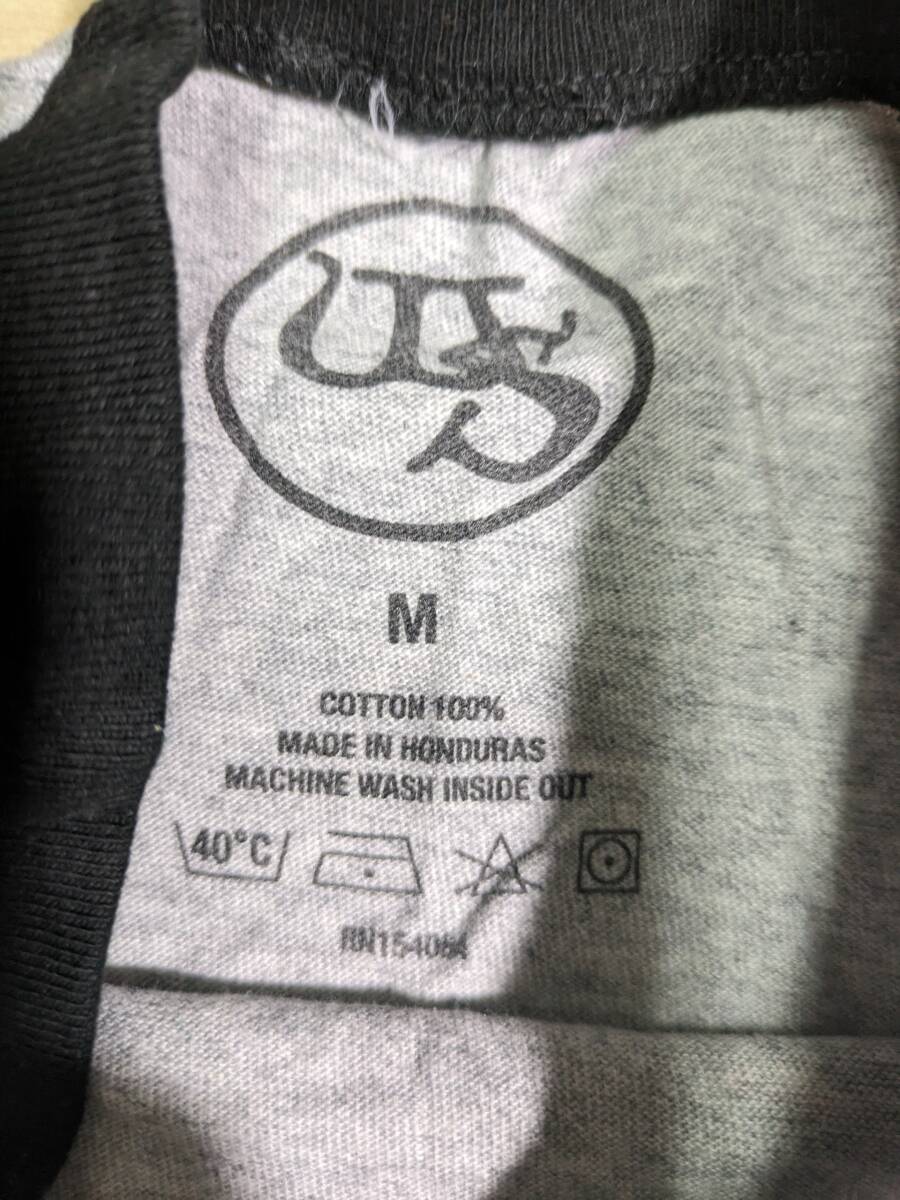 M
COTTON 100%
MADE IN HONDURAS
MACHINE WASH INSIDE OUT
40°C